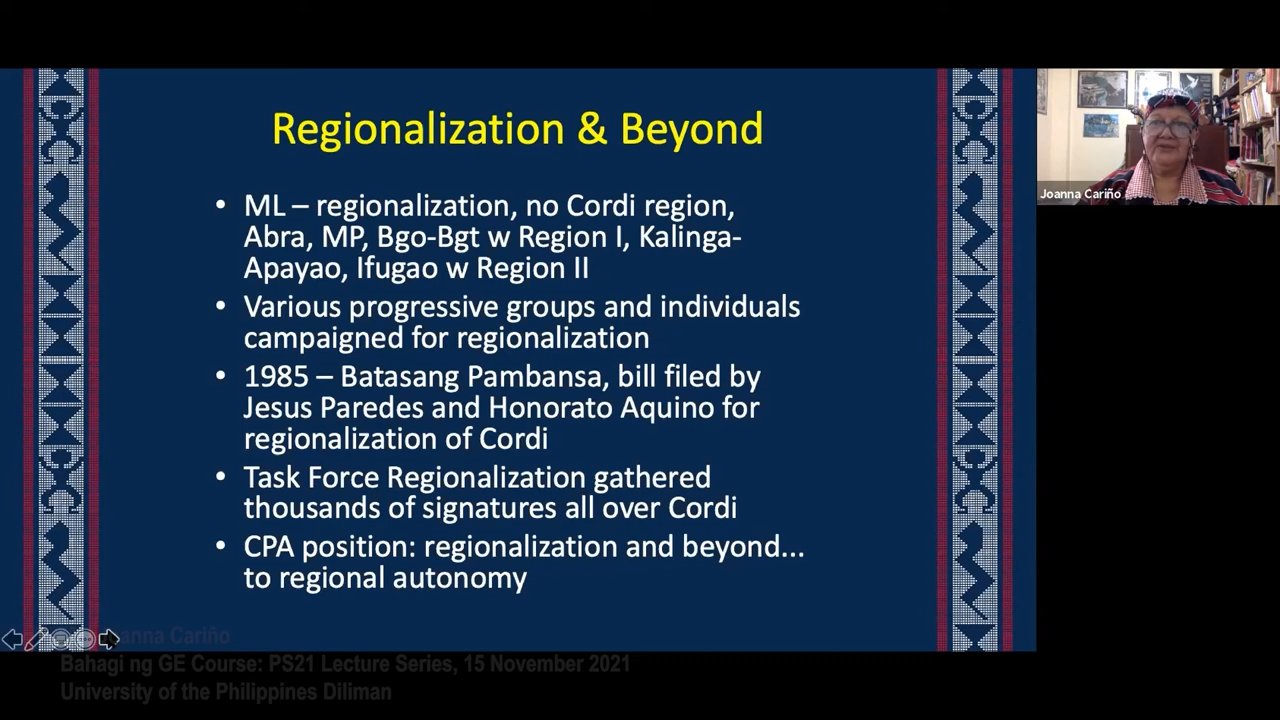 Regionalization & Beyond
• ML – regionalization, no Cordi region,
Abra, MP, Bgo-Bgt w Region I, Kalinga-
Apayao, Ifugao w Region II
• Various progressive groups and individuals
campaigned for regionalization
• 1985 – Batasang Pambansa, bill filed by
Jesus Paredes and Honorato Aquino for
regionalization of Cordi
• Task Force Regionalization gathered
thousands of signatures all over Cordi
• CPA position: regionalization and beyond...
to regional autonomy
Joanna Cariño
Cariño
Bahagi ng GE Course: PS21 Lecture Series, 15 November 2021
University of the Philippines Diliman